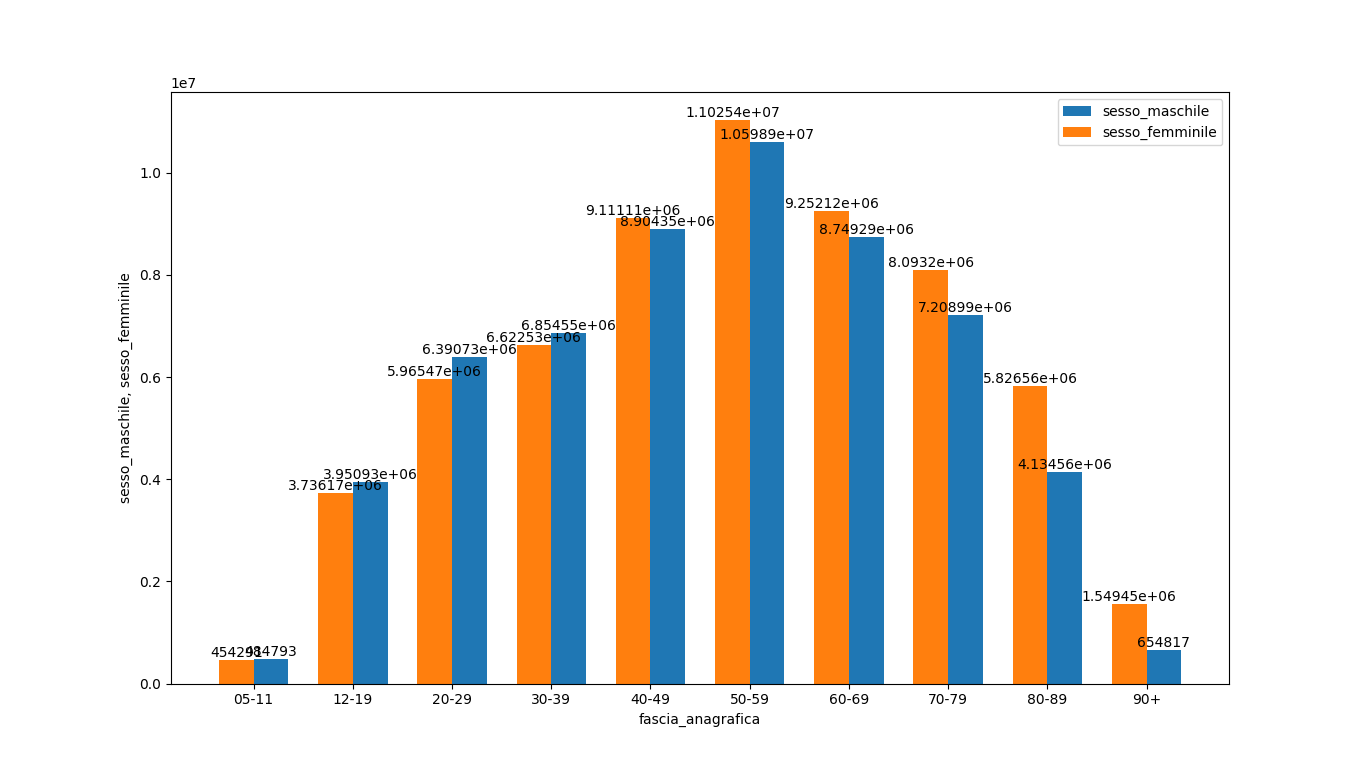 1e7
sesso_maschile
sesso_femminile
1.10254e+07
1.05989e+07
9.11111e+06
8.90435e+06
9.25212e+06
8.74929e+06
8.0932e+06
7.20899e+06
6.85455e+06
6.62253e+06
6.39073e+06
5.96547e+06
5.82656e+06
4.13456e+06
3.95093e+06
3.73617e+06
1.54945e+06
654817
454291
484793
1.0
0.8
0.6
0.4
0.2
0.0
sesso_maschile, sesso_femminile
05-11 12-19 20-29 30-39 40-49 50-59 60-69 70-79 80-89 90+
fascia_anagrafica